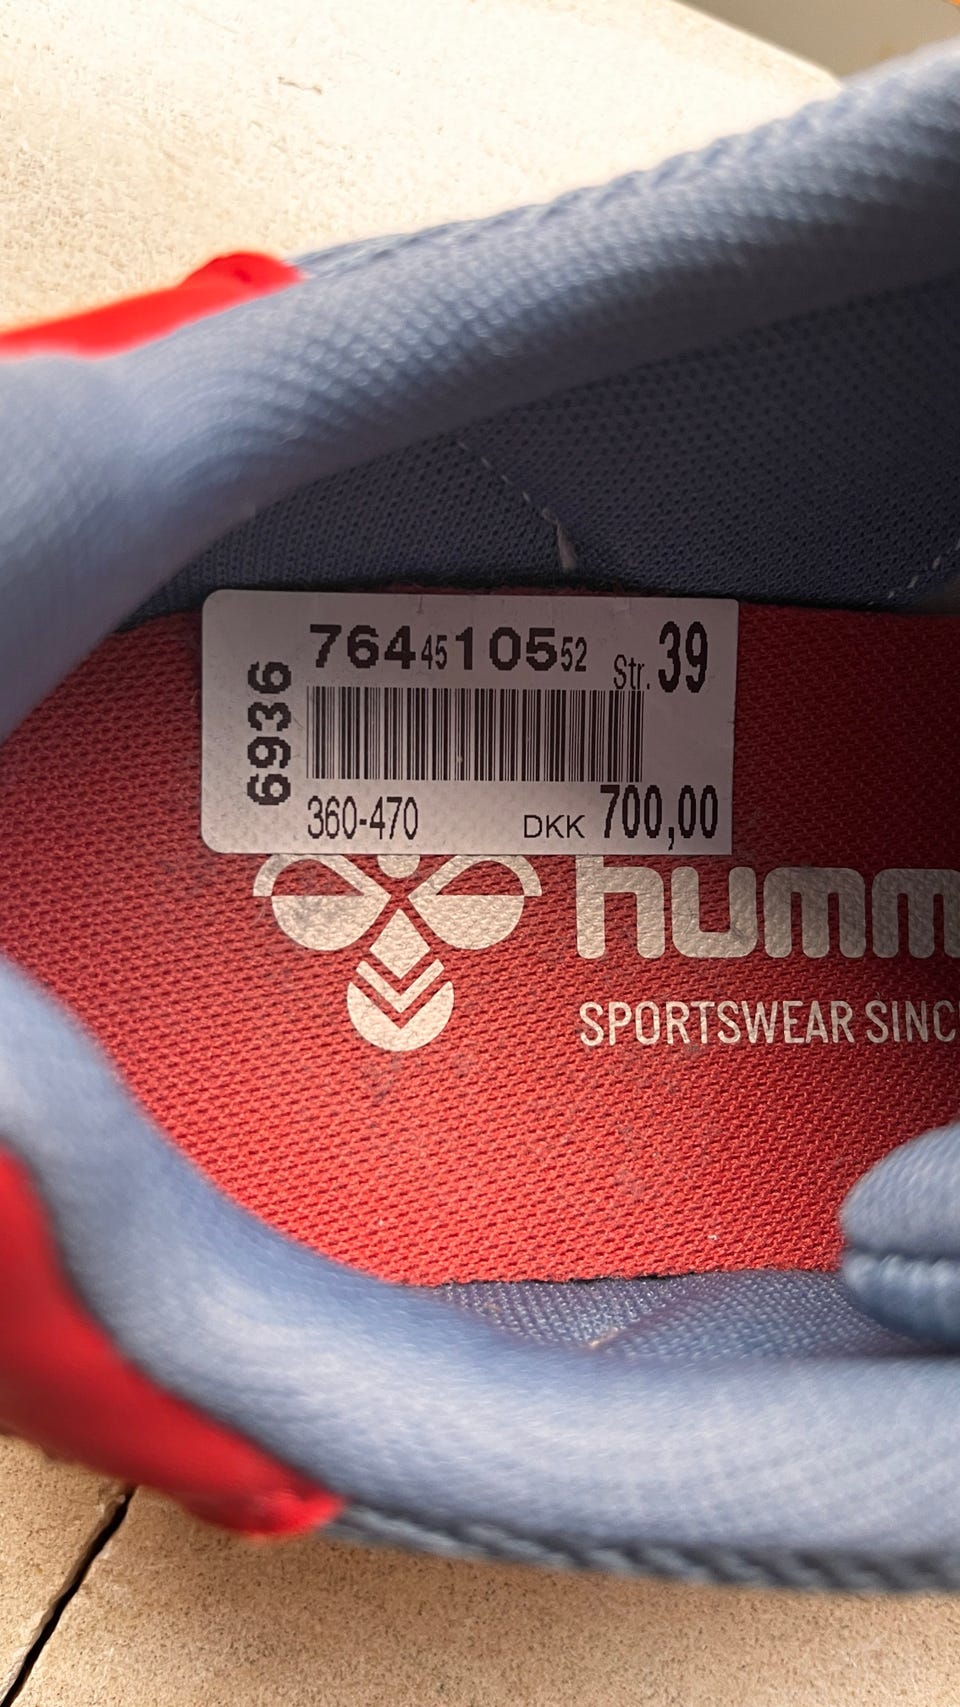 7644510552 Str. 39
6936
360-470 DKK 700,00
humm
SPORTSWEAR SINC